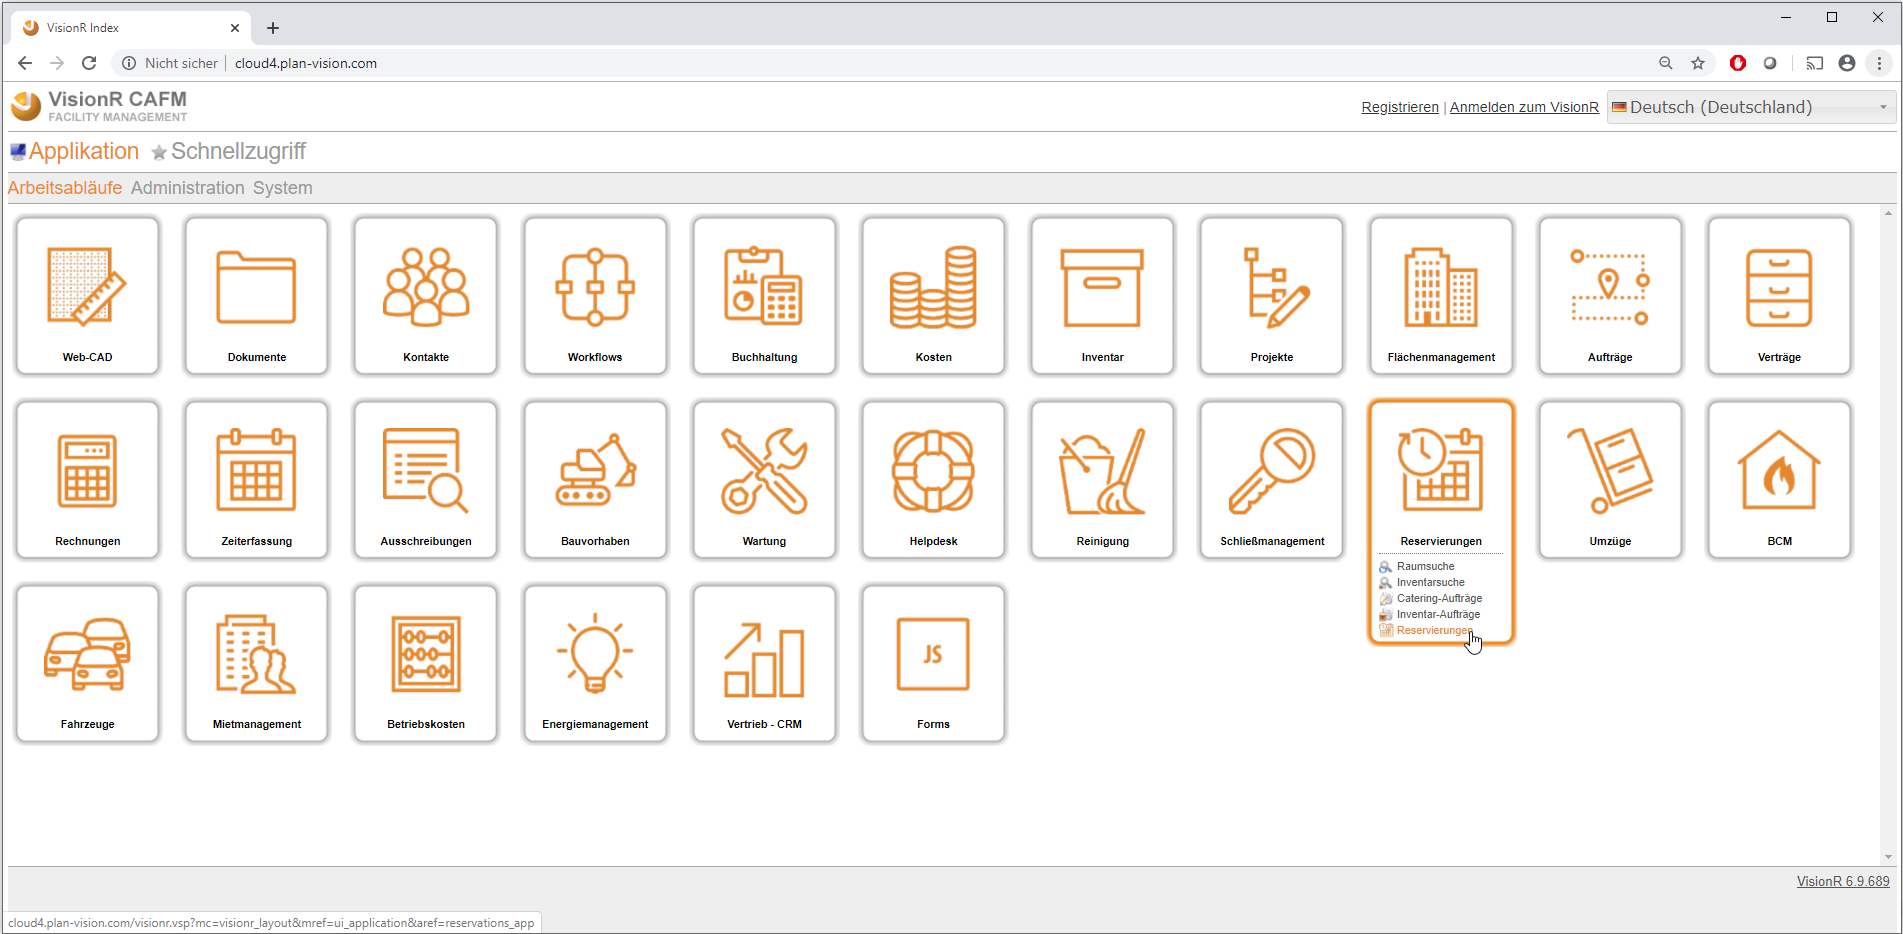 VisionR Index
Nicht sicher | cloud4.plan-vision.com
VisionR CAFM
FACILITY MANAGEMENT
Registrieren | Anmelden zum VisionR
Deutsch (Deutschland)
Applikation Schnellzugriff
Arbeitsabläufe Administration System
Web-CAD
Dokumente
Kontakte
Workflows
Buchhaltung
Kosten
Inventar
Projekte
Flächenmanagement
Aufträge
Verträge
Rechnungen
Zeiterfassung
Ausschreibungen
Bauvorhaben
Wartung
Helpdesk
Reinigung
Schließmanagement
Reservierungen
Raumsuche
Inventarsuche
Catering-Aufträge
Inventar-Aufträge
Reservierungen
Umzüge
BCM
Fahrzeuge
Mietmanagement
Betriebskosten
Energiemanagement
Vertrieb - CRM
JS
Forms
VisionR 6.9.689
cloud4.plan-vision.com/visionr.vsp?mc=visionr_layout&mref=ui_application&aref=reservations_app